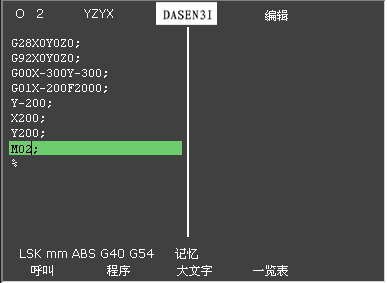 O 2 YZYX DASEN3I 编辑
G28X0Y0Z0;
G92X0Y0Z0;
G00X-300Y-300;
G01X-200F2000;
Y-200;
X200;
Y200;
M02;
%
LSK mm ABS G40 G54 记忆
呼叫 程序 大文字 一览表